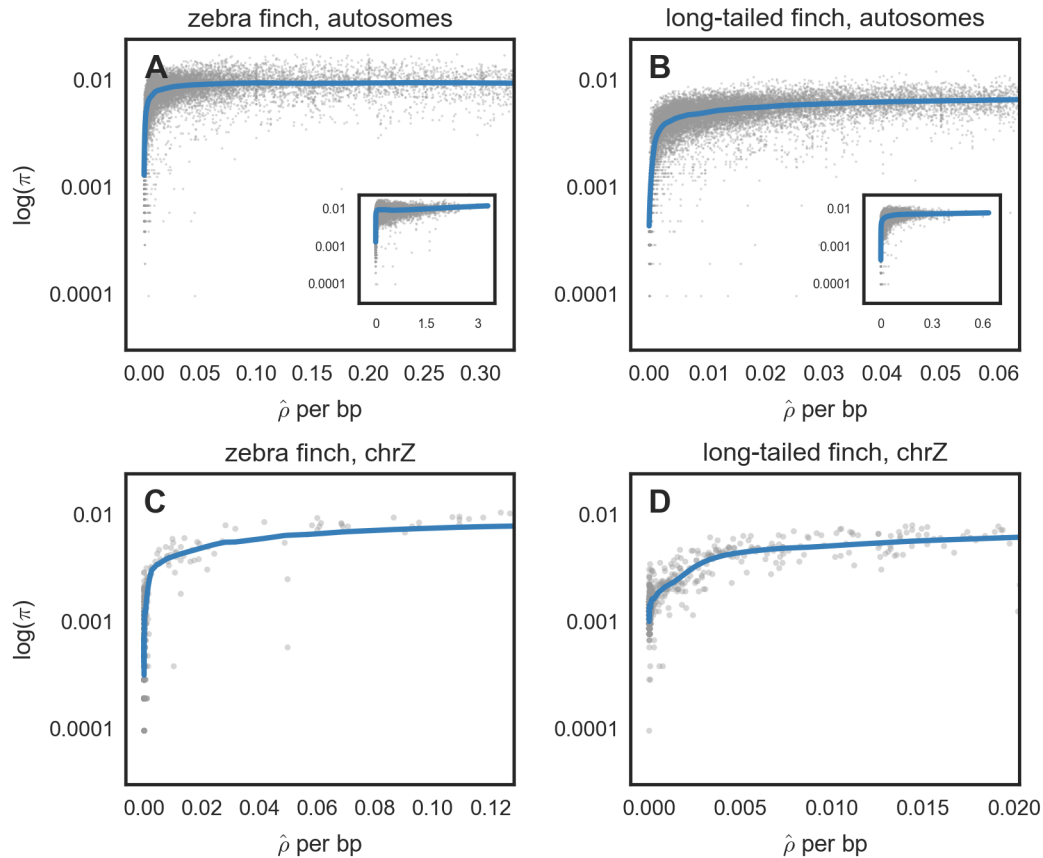 zebra finch, autosomes
long-tailed finch, autosomes
A
B
0.01
0.001
0.0001
log(π)
0.01
0.001
0.0001
0.01
0.001
0.0001
0 1.5 3
0.01
0.001
0.0001
0 0.3 0.6
0.00 0.05 0.10 0.15 0.20 0.25 0.30
0.00 0.01 0.02 0.03 0.04 0.05 0.06
ρ̂ per bp
ρ̂ per bp
zebra finch, chrZ
long-tailed finch, chrZ
C
D
0.01
0.001
0.0001
log(π)
0.01
0.001
0.0001
0.00 0.02 0.04 0.06 0.08 0.10 0.12
0.000 0.005 0.010 0.015 0.020
ρ̂ per bp
ρ̂ per bp